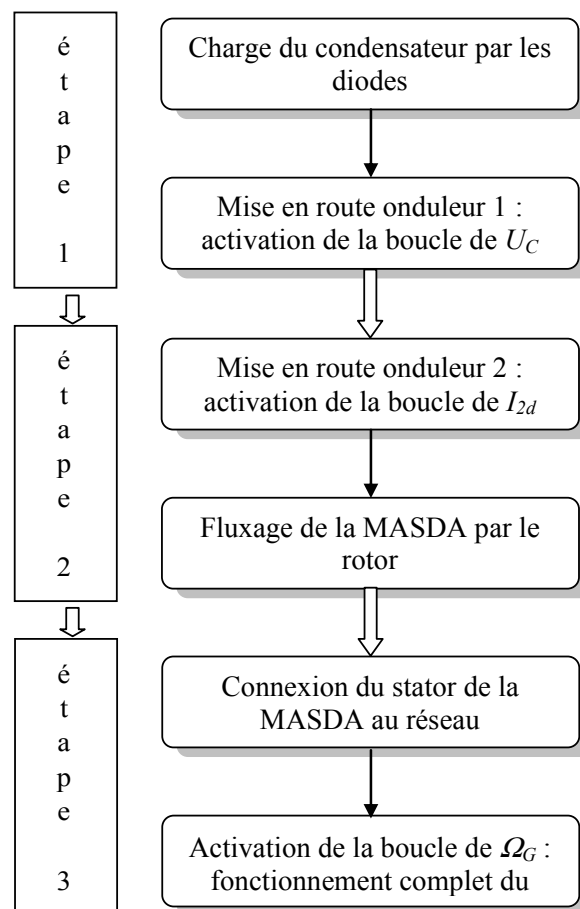 é
t
a
p
e
1
Charge du condensateur par les
diodes
Mise en route onduleur 1 :
activation de la boucle de U_C
é
t
a
p
e
2
Mise en route onduleur 2 :
activation de la boucle de I_2d
Fluxage de la MASDA par le
rotor
é
t
a
p
e
3
Connexion du stator de la
MASDA au réseau
Activation de la boucle de Ω_G :
fonctionnement complet du